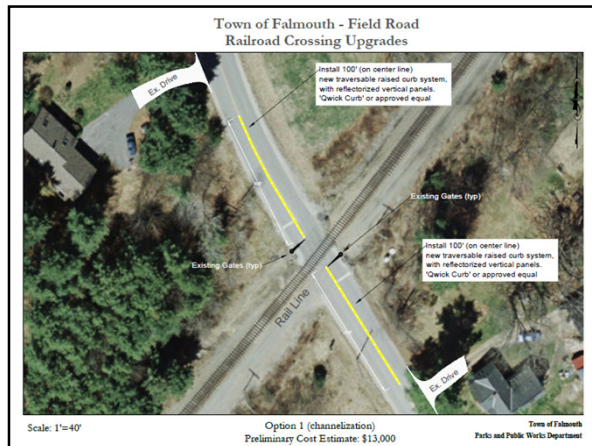 Town of Falmouth - Field Road
Railroad Crossing Upgrades
Ex. Drive
Install 100' (on center line)
new traversable raised curb system,
with reflectorized vertical panels.
'Qwick Curb' or approved equal
Existing Gates (typ)
Existing Gates (typ)
Install 100' (on center line)
new traversable raised curb system,
with reflectorized vertical panels.
'Qwick Curb' or approved equal
Rail Line
Ex. Drive
Scale: 1'=40'
Option 1 (channelization)
Preliminary Cost Estimate: $13,000
Town of Falmouth
Parks and Public Works Department